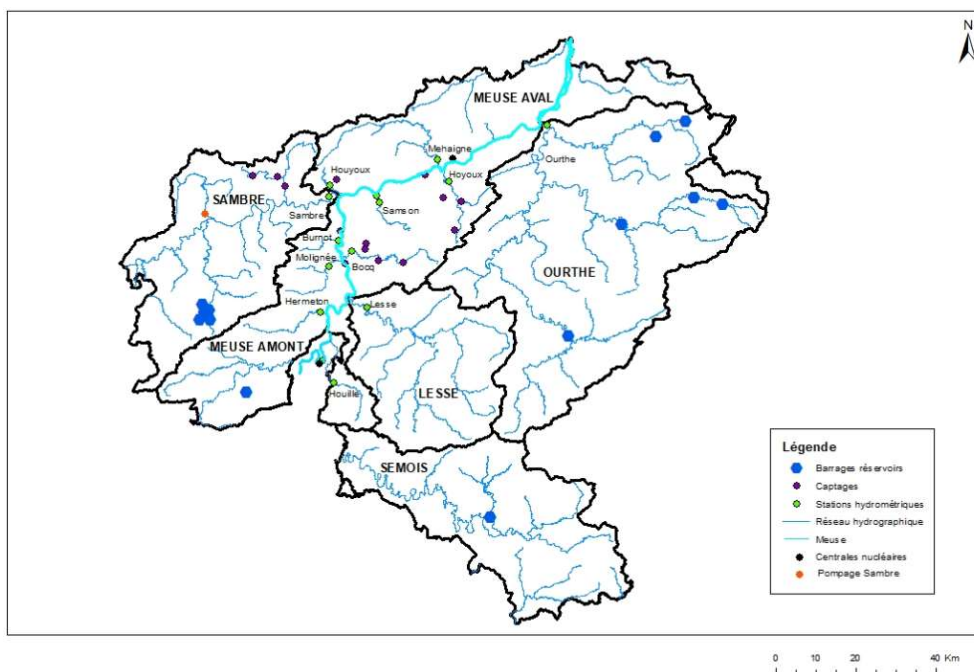 N
MEUSE AVAL
Mehaigne
Ourthe
Houyoux
Hoyoux
SAMBRE
Sambre
Samson
Burnot
Molignée
Bocq
OURTHE
Hermeton
Lesse
MEUSE AMONT
LESSE
Houille
SEMOIS
Légende
Barrages réservoirs
Captages
Stations hydrométriques
Réseau hydrographique
Meuse
Centrales nucléaires
Pompage Sambre
0 10 20 40 Km